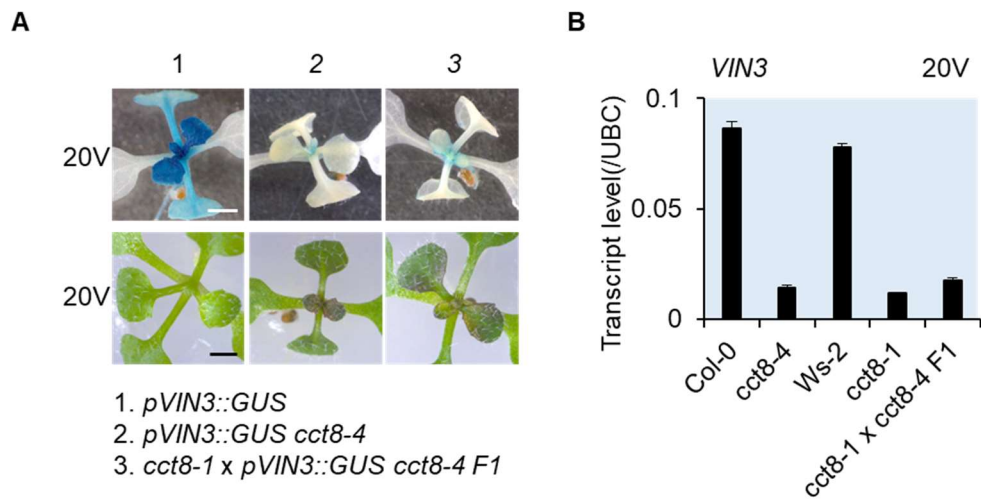 A
1 2 3
20V
20V
1. pVIN3::GUS
2. pVIN3::GUS cct8-4
3. cct8-1 x pVIN3::GUS cct8-4 F1
B
VIN3 20V
Transcript level(/UBC)
0.1
0.05
0
Col-0
cct8-4
Ws-2
cct8-1
cct8-1 x cct8-4 F1